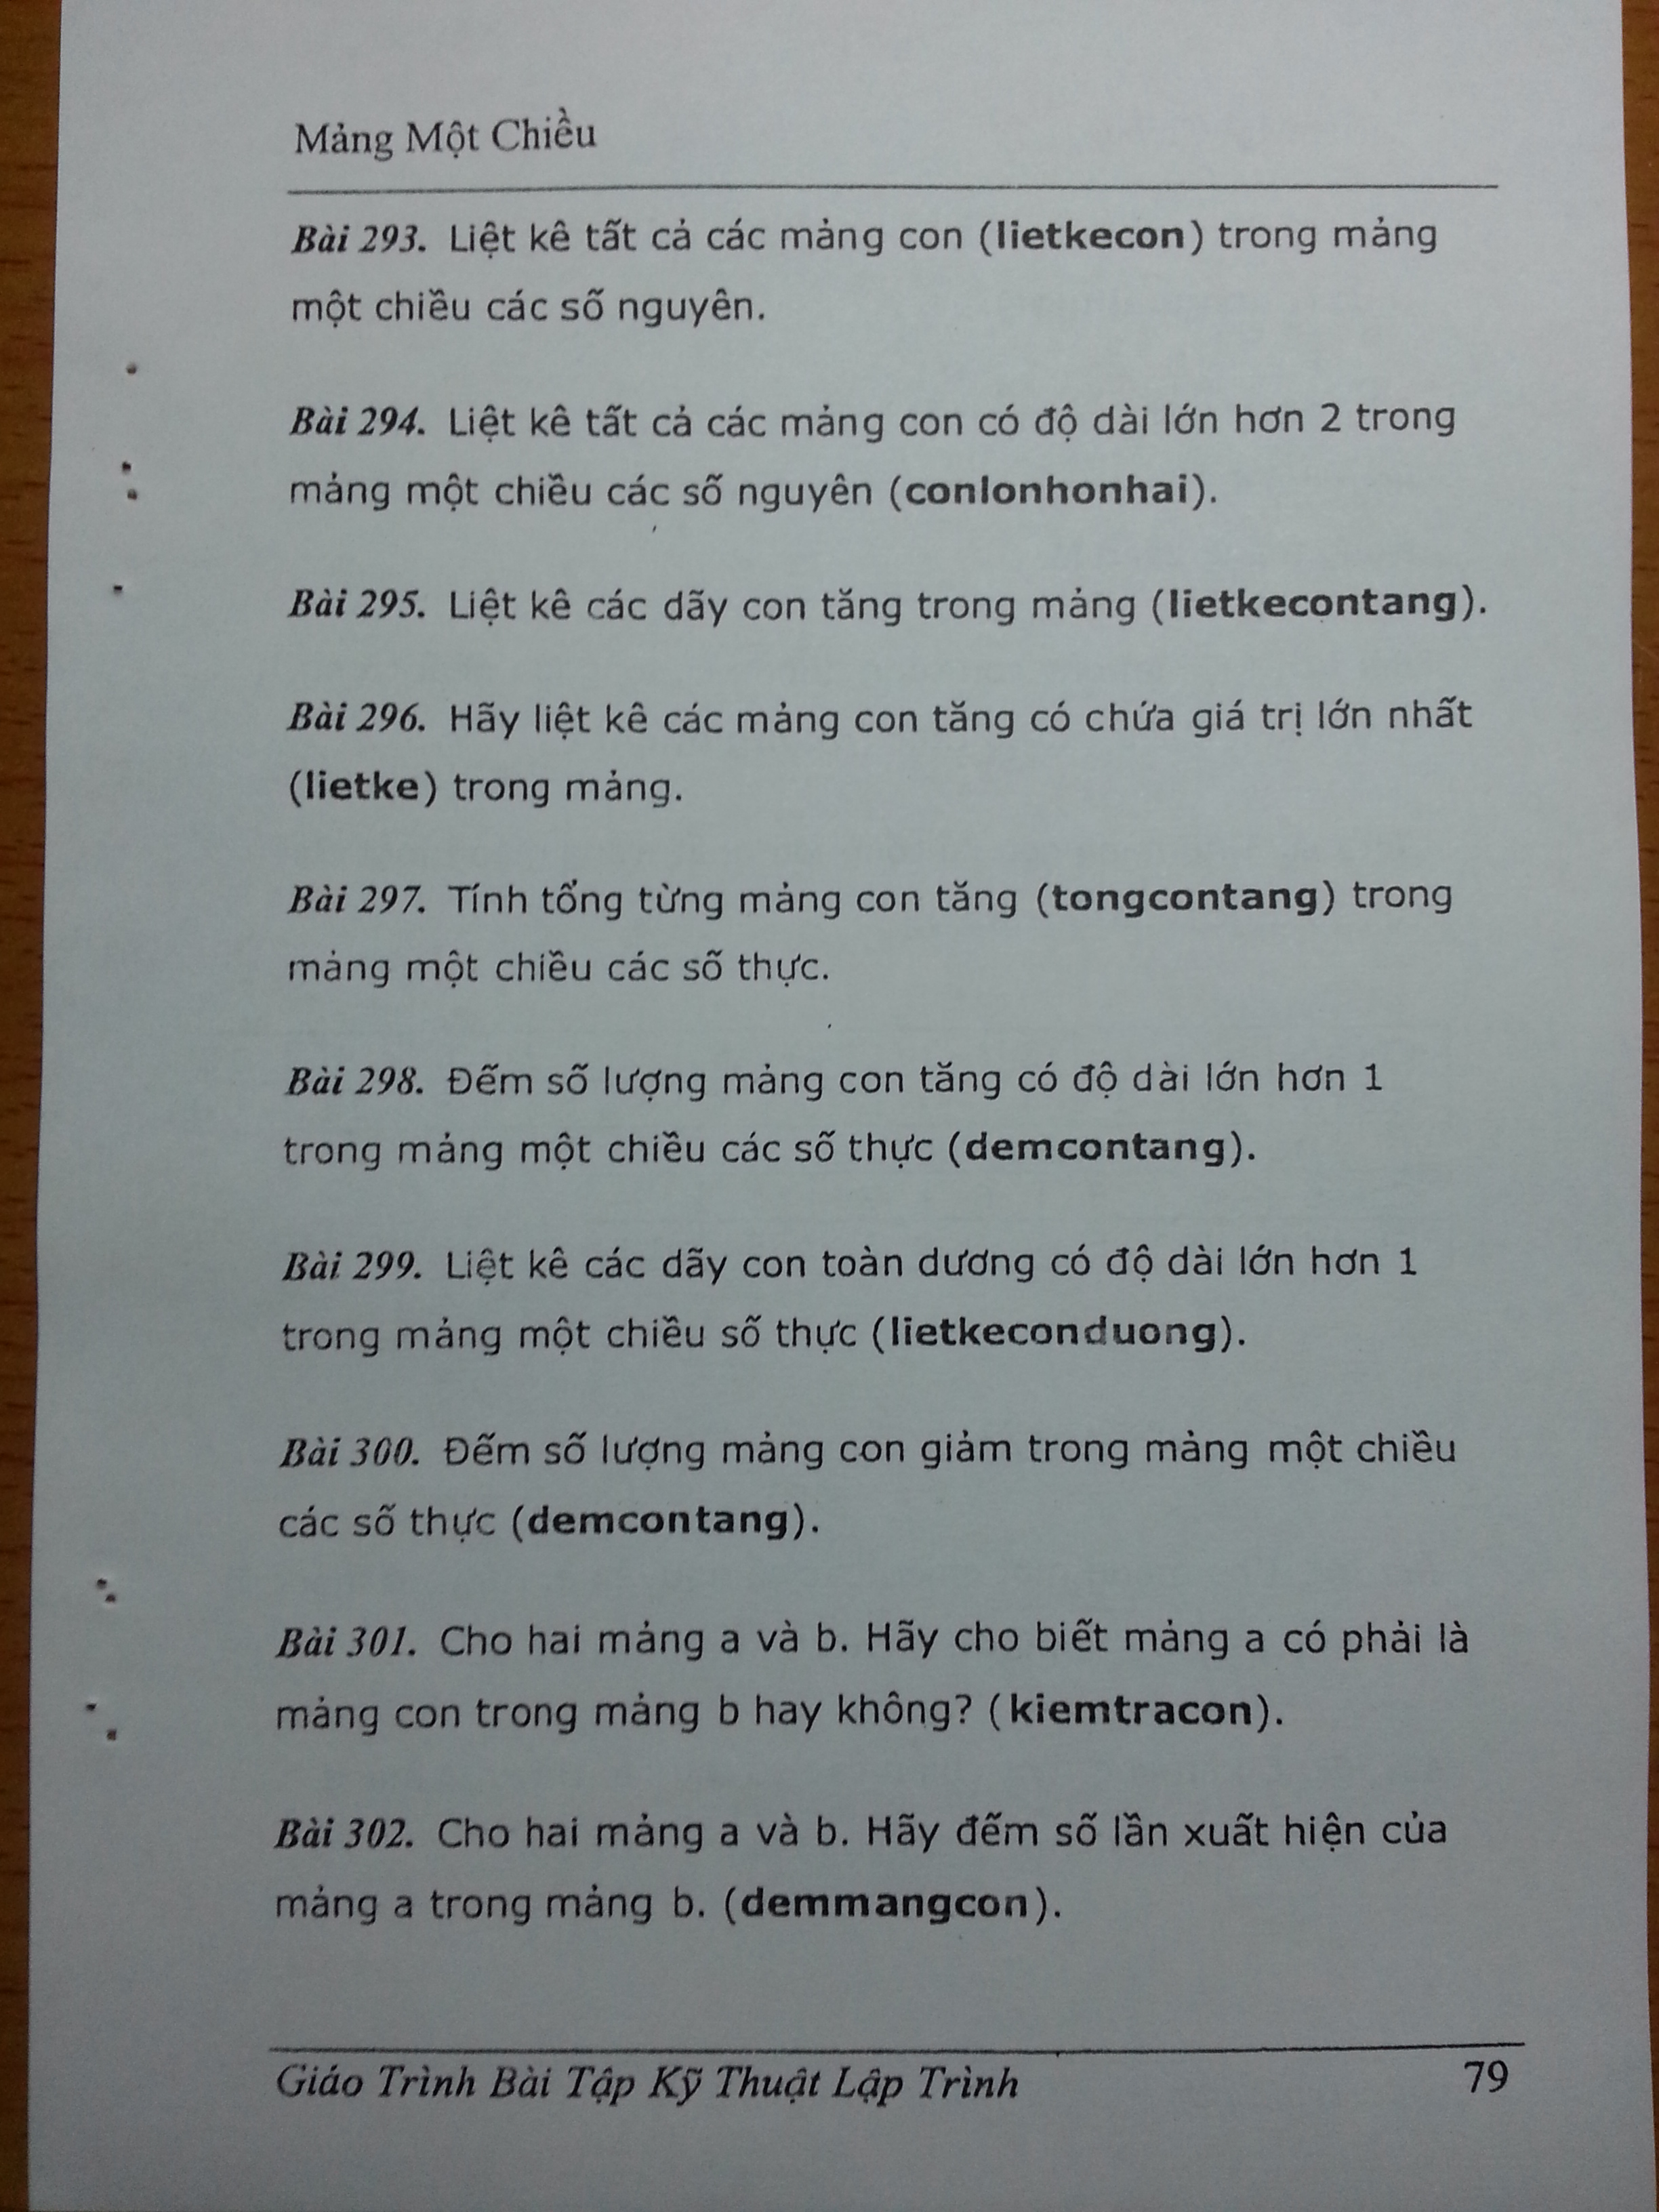 Mảng Một Chiều
Bài 293. Liệt kê tất cả các mảng con (lietkecon) trong mảng
một chiều các số nguyên.
Bài 294. Liệt kê tất cả các mảng con có độ dài lớn hơn 2 trong
mảng một chiều các số nguyên (conlonhonhai).
Bài 295. Liệt kê các dãy con tăng trong mảng (lietkecontang).
Bài 296. Hãy liệt kê các mảng con tăng có chứa giá trị lớn nhất
(lietke) trong mảng.
Bài 297. Tính tổng từng mảng con tăng (tongcontang) trong
mảng một chiều các số thực.
Bài 298. Đếm số lượng mảng con tăng có độ dài lớn hơn 1
trong mảng một chiều các số thực (demcontang).
Bài 299. Liệt kê các dãy con toàn dương có độ dài lớn hơn 1
trong mảng một chiều số thực (lietkeconduong).
Bài 300. Đếm số lượng mảng con giảm trong mảng một chiều
các số thực (demcontang).
Bài 301. Cho hai mảng a và b. Hãy cho biết mảng a có phải là
mảng con trong mảng b hay không? (kiemtracon).
Bài 302. Cho hai mảng a và b. Hãy đếm số lần xuất hiện của
mảng a trong mảng b. (demmangcon).
Giáo Trình Bài Tập Kỹ Thuật Lập Trình 79